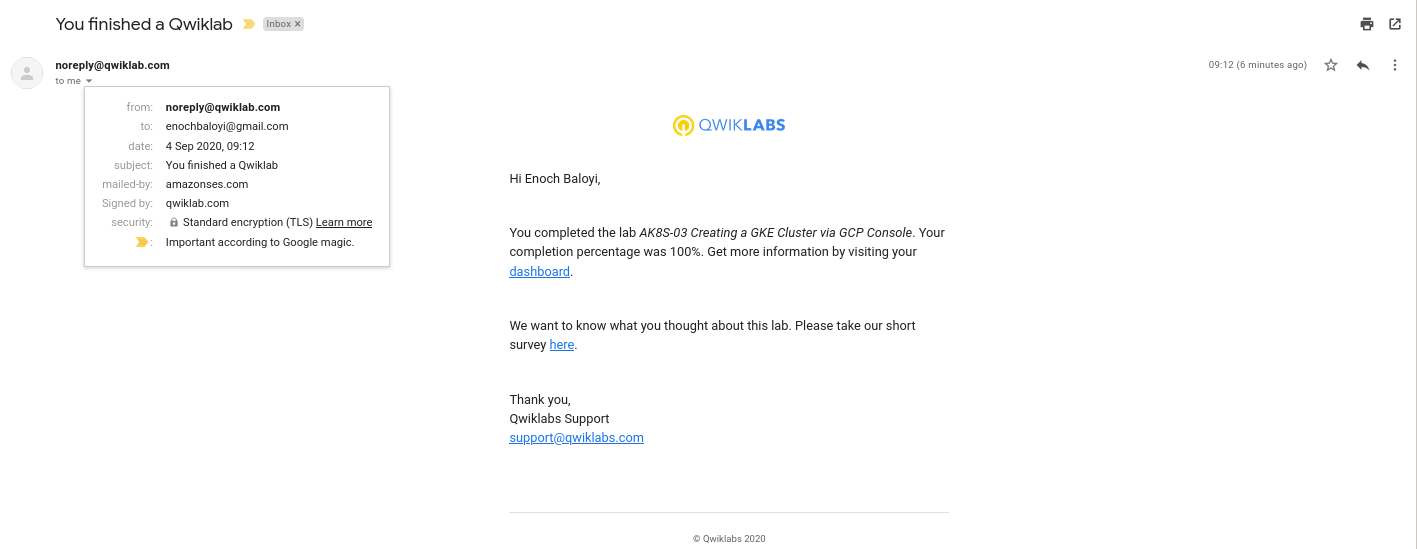 You finished a Qwiklab
Inbox x
noreply@qwiklab.com
09:12 (6 minutes ago)
to me
from: noreply@qwiklab.com
to: enochbaloyi@gmail.com
date: 4 Sep 2020, 09:12
subject: You finished a Qwiklab
mailed-by: amazonses.com
Signed by: qwiklab.com
security: Standard encryption (TLS) Learn more
: Important according to Google magic.
QWIKLABS
Hi Enoch Baloyi,
You completed the lab AK8S-03 Creating a GKE Cluster via GCP Console. Your
completion percentage was 100%. Get more information by visiting your
dashboard.
We want to know what you thought about this lab. Please take our short
survey here.
Thank you,
Qwiklabs Support
support@qwiklabs.com
© Qwiklabs 2020